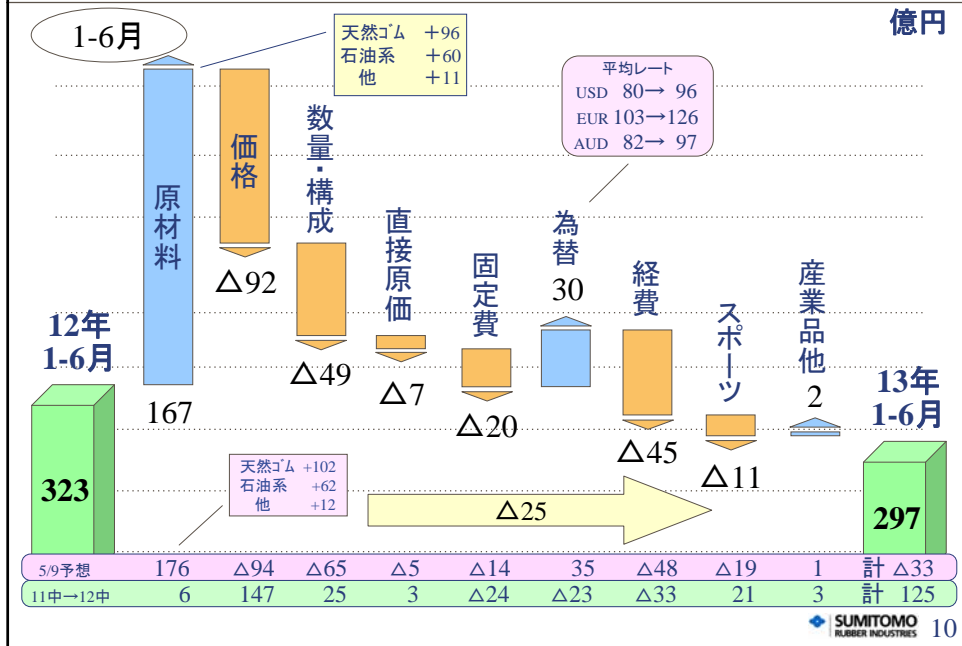 億円
1-6月
天然ゴム +96
石油系 +60
他 +11
平均レート
USD 80→ 96
EUR 103→126
AUD 82→ 97
原材料
167
価格
△92
数量・構成
△49
直接原価
△7
固定費
△20
為替
30
経費
△45
スポーツ
△11
産業品他
2
12年
1-6月
323
13年
1-6月
297
天然ゴム +102
石油系 +62
他 +12
△25
5/9予想 176 △94 △65 △5 △14 35 △48 △19 1 計 △33
11中→12中 6 147 25 3 △24 △23 △33 21 3 計 125
SUMITOMO
RUBBER INDUSTRIES
10